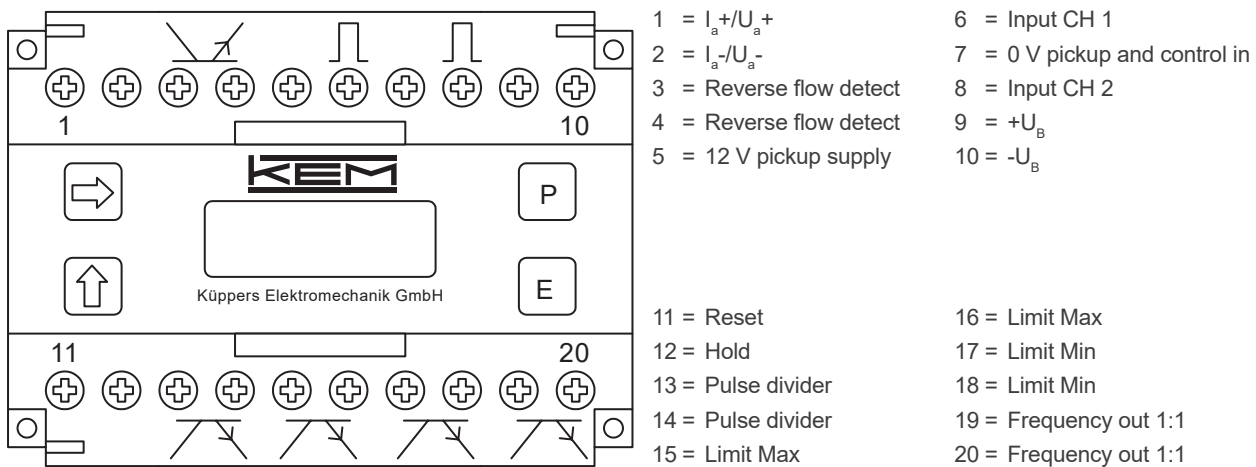 1 10
KEM
P
E
Küppers Elektromechanik GmbH
11 20
1 = Iₐ+/Uₐ+
2 = Iₐ-/Uₐ-
3 = Reverse flow detect
4 = Reverse flow detect
5 = 12 V pickup supply
6 = Input CH 1
7 = 0 V pickup and control in
8 = Input CH 2
9 = +U_B
10 = -U_B
11 = Reset
12 = Hold
13 = Pulse divider
14 = Pulse divider
15 = Limit Max
16 = Limit Max
17 = Limit Min
18 = Limit Min
19 = Frequency out 1:1
20 = Frequency out 1:1